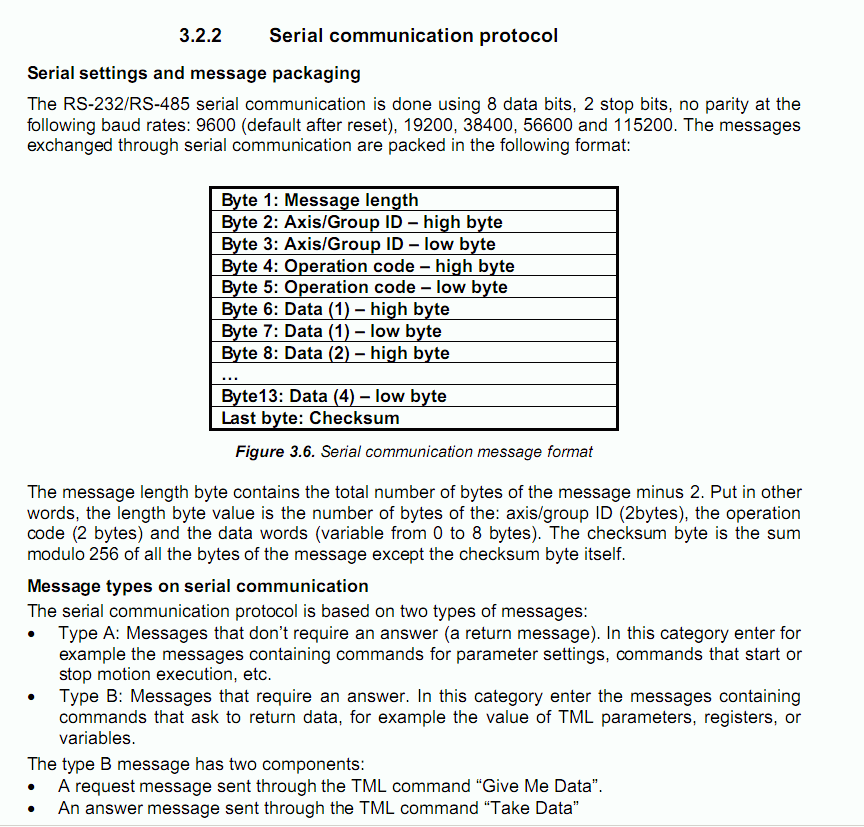 3.2.2 Serial communication protocol
Serial settings and message packaging
The RS-232/RS-485 serial communication is done using 8 data bits, 2 stop bits, no parity at the
following baud rates: 9600 (default after reset), 19200, 38400, 56600 and 115200. The messages
exchanged through serial communication are packed in the following format:
Byte 1: Message length
Byte 2: Axis/Group ID – high byte
Byte 3: Axis/Group ID – low byte
Byte 4: Operation code – high byte
Byte 5: Operation code – low byte
Byte 6: Data (1) – high byte
Byte 7: Data (1) – low byte
Byte 8: Data (2) – high byte
...
Byte13: Data (4) – low byte
Last byte: Checksum
Figure 3.6. Serial communication message format
The message length byte contains the total number of bytes of the message minus 2. Put in other
words, the length byte value is the number of bytes of the: axis/group ID (2bytes), the operation
code (2 bytes) and the data words (variable from 0 to 8 bytes). The checksum byte is the sum
modulo 256 of all the bytes of the message except the checksum byte itself.
Message types on serial communication
The serial communication protocol is based on two types of messages:
• Type A: Messages that don’t require an answer (a return message). In this category enter for
example the messages containing commands for parameter settings, commands that start or
stop motion execution, etc.
• Type B: Messages that require an answer. In this category enter the messages containing
commands that ask to return data, for example the value of TML parameters, registers, or
variables.
The type B message has two components:
• A request message sent through the TML command “Give Me Data”.
• An answer message sent through the TML command “Take Data”